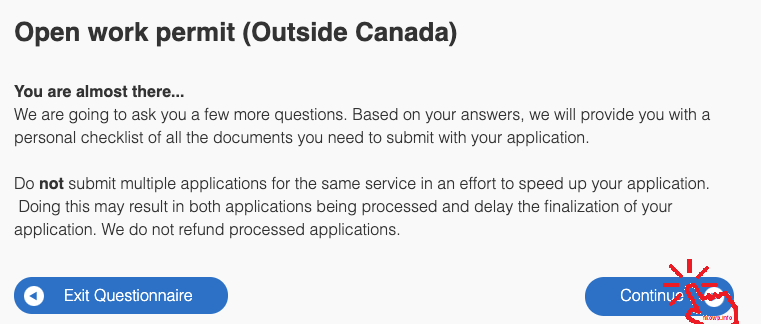 Open work permit (Outside Canada)
You are almost there...
We are going to ask you a few more questions. Based on your answers, we will provide you with a
personal checklist of all the documents you need to submit with your application.
Do not submit multiple applications for the same service in an effort to speed up your application.
Doing this may result in both applications being processed and delay the finalization of your
application. We do not refund processed applications.
Exit Questionnaire
Continue